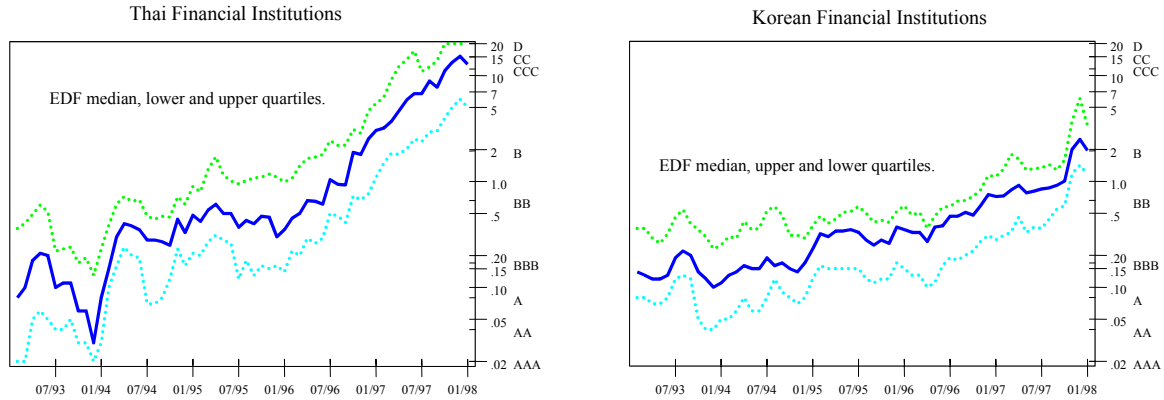 Thai Financial Institutions
EDF median, lower and upper quartiles.
20 D
15 CC
10 CCC
7
5
2 B
1.0
.5 BB
.20
.15 BBB
.10 A
.05 AA
.02 AAA
07/93 01/94 07/94 01/95 07/95 01/96 07/96 01/97 07/97 01/98
Korean Financial Institutions
EDF median, upper and lower quartiles.
20 D
15 CC
10 CCC
7
5
2 B
1.0
.5 BB
.20
.15 BBB
.10 A
.05 AA
.02 AAA
07/93 01/94 07/94 01/95 07/95 01/96 07/96 01/97 07/97 01/98